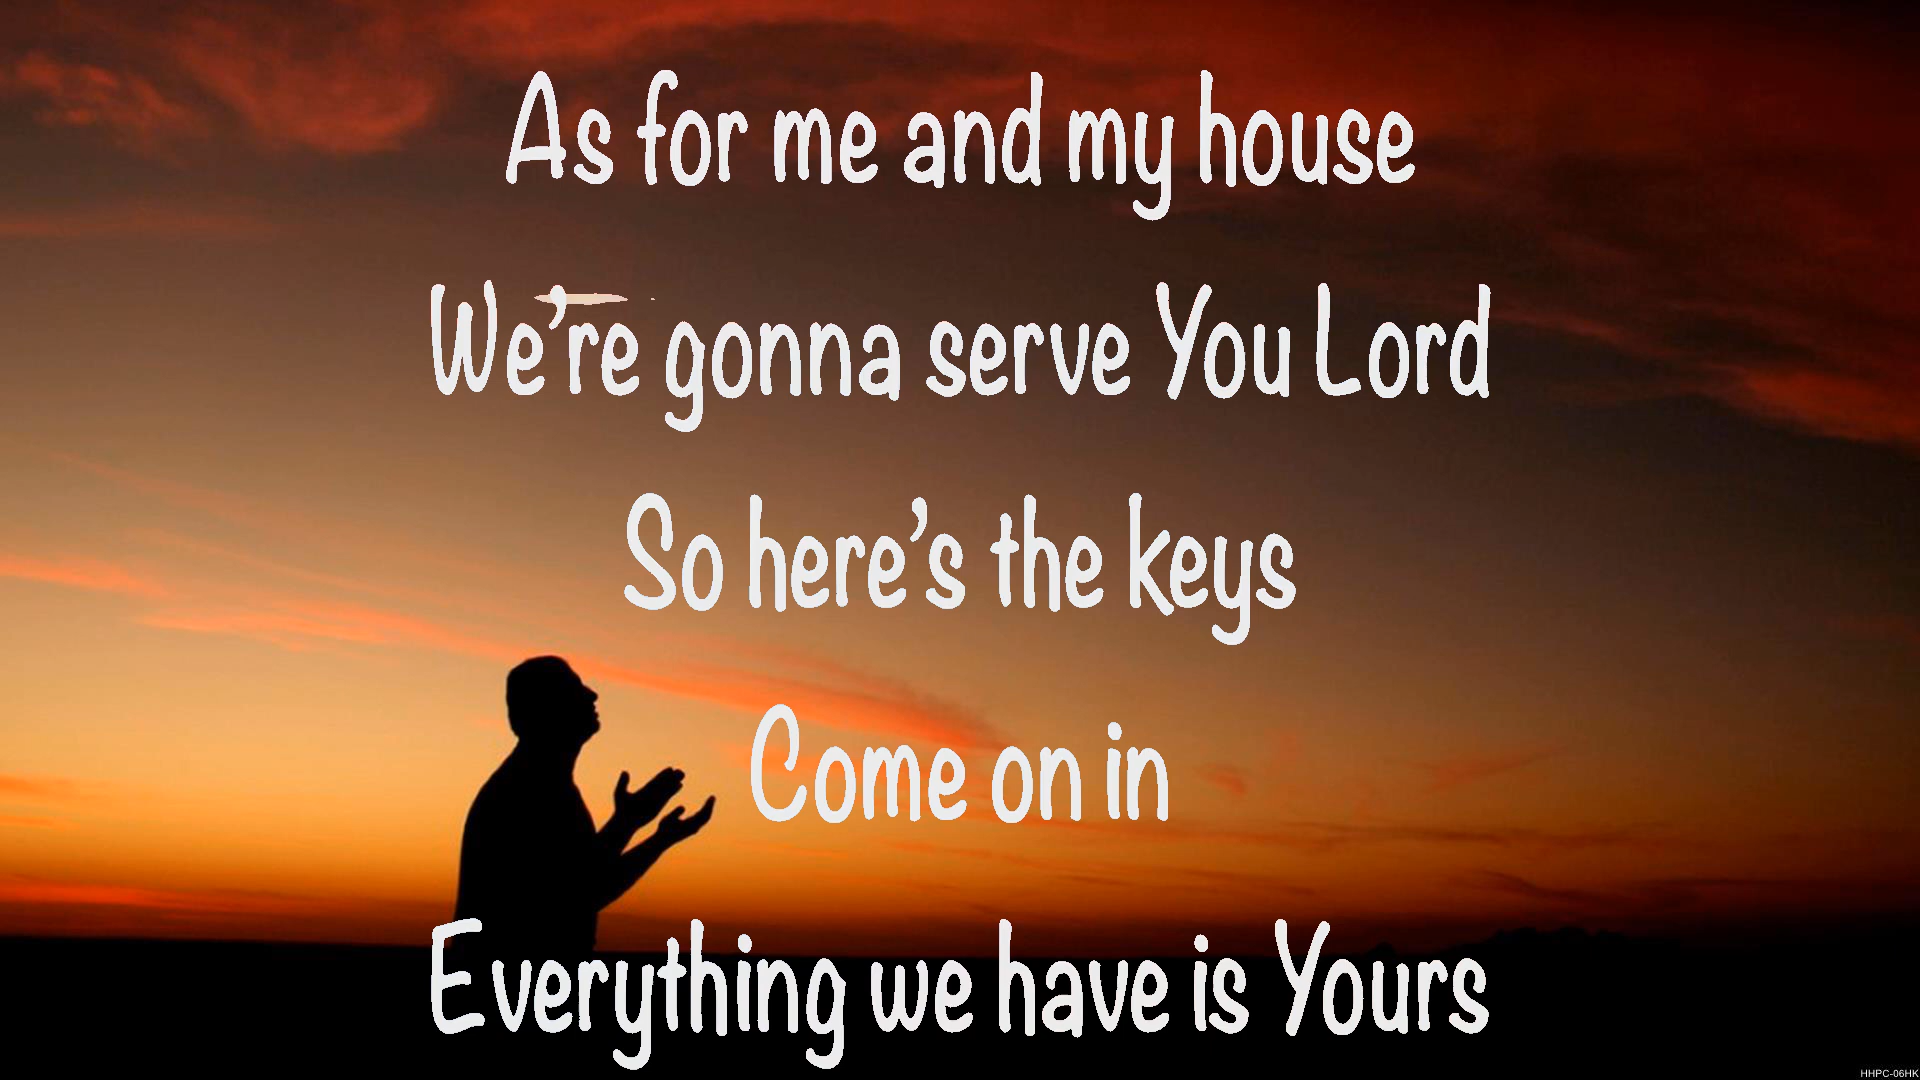 As for me and my house
We're gonna serve You Lord
So here's the keys
Come on in
Everything we have is Yours
HHPC-06HK